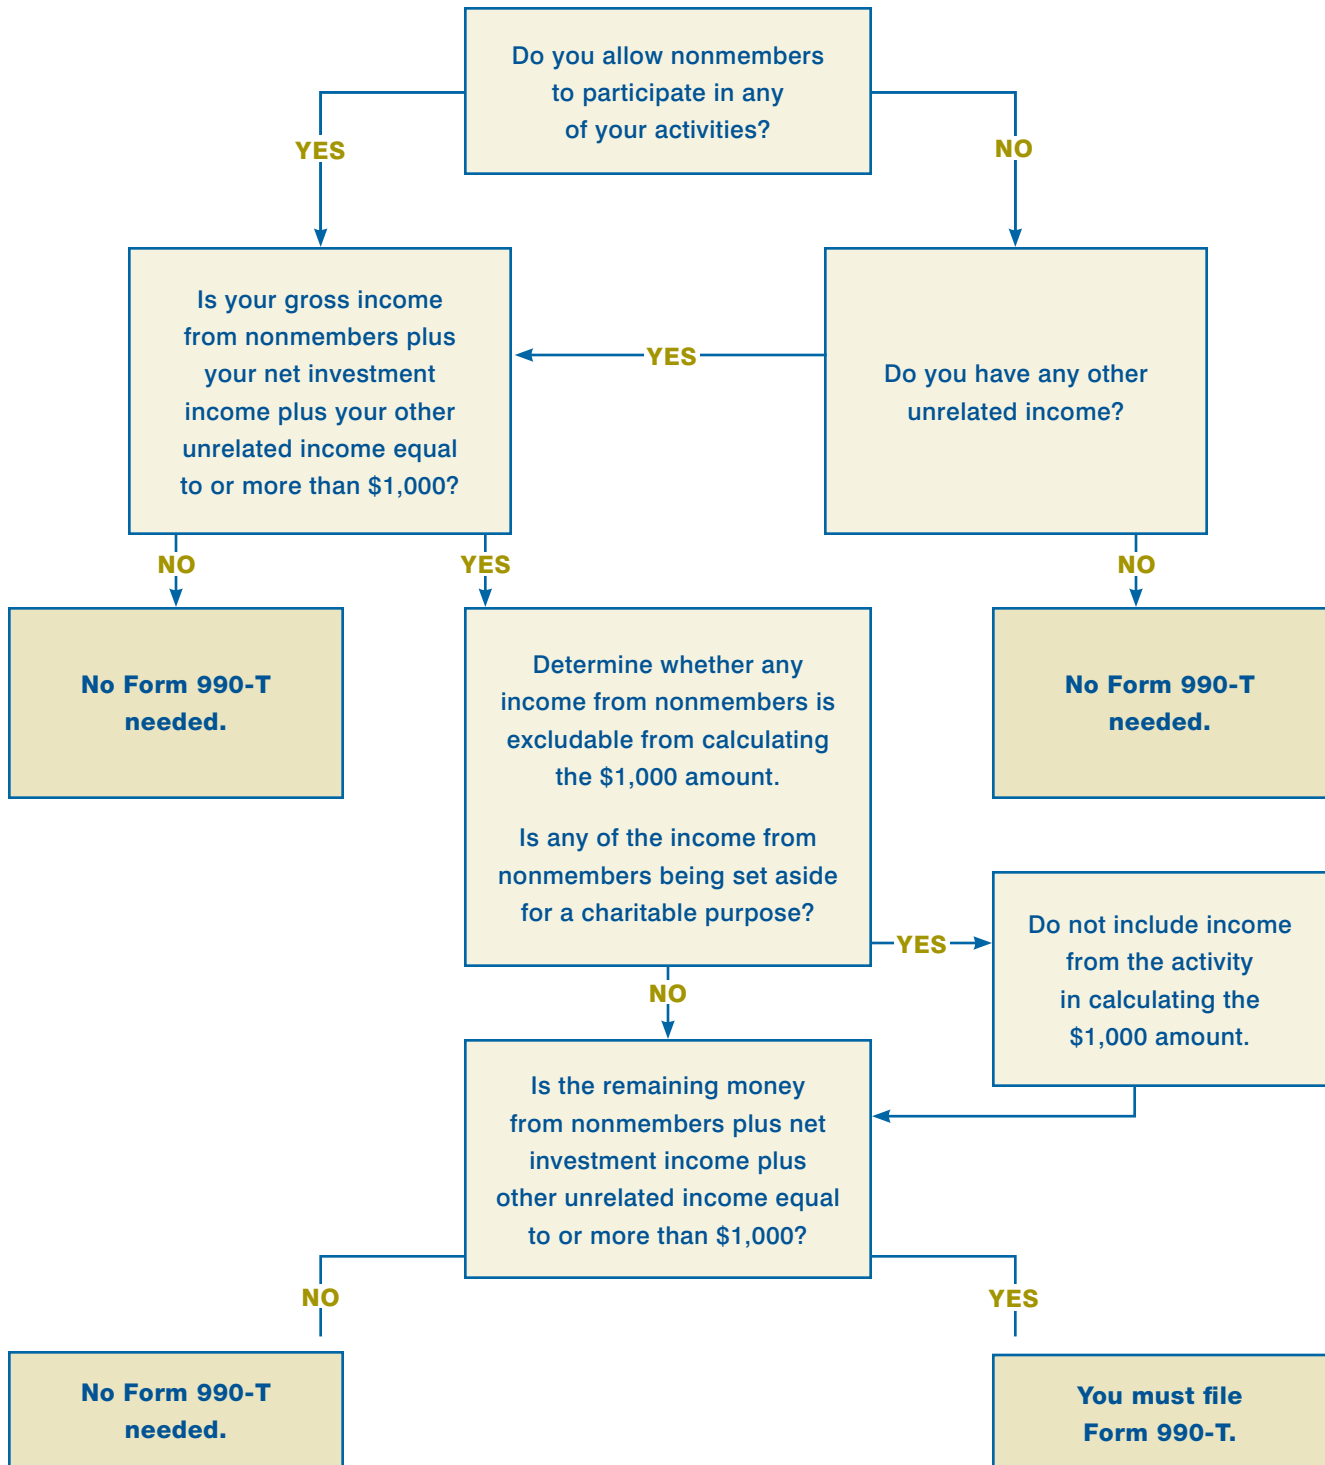 Do you allow nonmembers
to participate in any
of your activities?
YES
NO
Is your gross income
from nonmembers plus
your net investment
income plus your other
unrelated income equal
to or more than $1,000?
YES
Do you have any other
unrelated income?
NO
YES
NO
No Form 990-T
needed.
Determine whether any
income from nonmembers is
excludable from calculating
the $1,000 amount.
Is any of the income from
nonmembers being set aside
for a charitable purpose?
No Form 990-T
needed.
YES
Do not include income
from the activity
in calculating the
$1,000 amount.
NO
Is the remaining money
from nonmembers plus net
investment income plus
other unrelated income equal
to or more than $1,000?
NO
YES
No Form 990-T
needed.
You must file
Form 990-T.